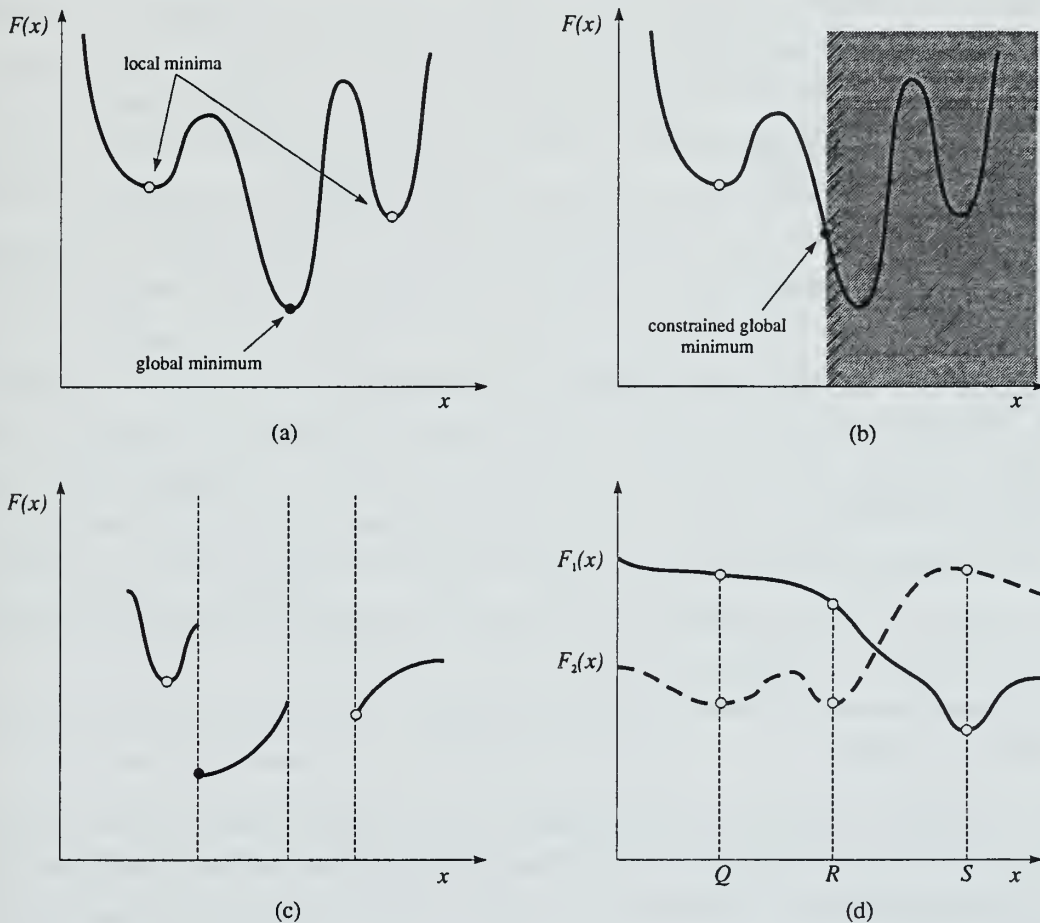 F(x)
local minima
global minimum
x
(a)
F(x)
constrained global
minimum
x
(b)
F(x)
x
(c)
F₁(x)
F₂(x)
Q
R
S
x
(d)